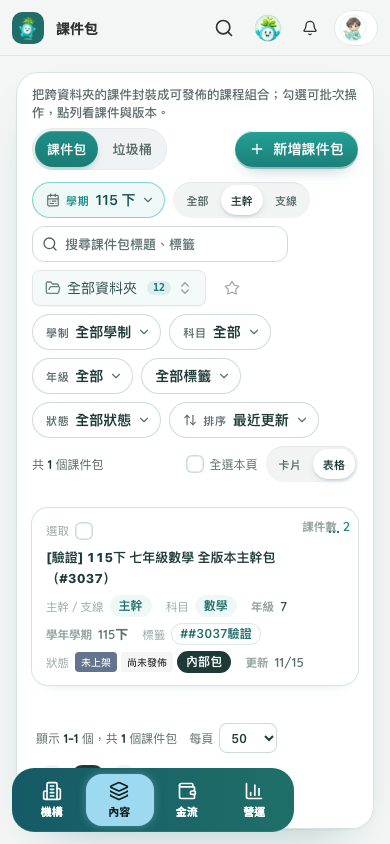 課件包
把跨資料夾的課件封裝成可發佈的課程組合；勾選可批次操
作，點列看課件與版本。
課件包 垃圾桶 + 新增課件包
學期 115 下 全部 主幹 支線
搜尋課件包標題、標籤
全部資料夾 12
學制 全部學制 科目 全部
年級 全部 全部標籤
狀態 全部狀態 排序 最近更新
共 1 個課件包 全選本頁 卡片 表格
選取 課件數 2
[驗證] 115下 七年級數學 全版本主幹包
（#3037）
主幹 / 支線 主幹 科目 數學 年級 7
學年學期 115下 標籤 ##3037驗證
狀態 未上架 尚未發佈 內部包 更新 11/15
顯示 1-1 個，共 1 個課件包 每頁 50
機構 內容 金流 營運